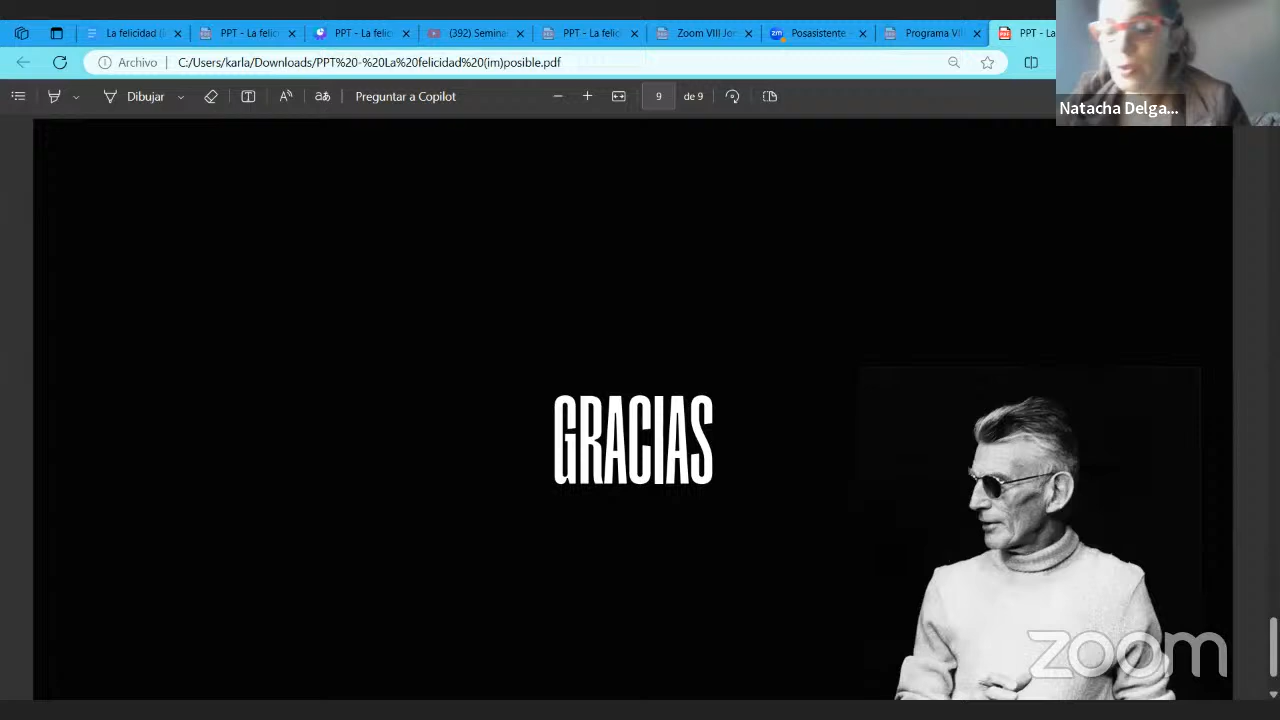 La felicidad (i
PPT - La felic
PPT - La felic
(392) Semina
PPT - La felic
Zoom VIII Jor
zm
Posasistente -
Programa VII
PPT - La
Archivo
C:/Users/karla/Downloads/PPT%20-%20La%20felicidad%20(im)posible.pdf
Dibujar
Preguntar a Copilot
9
de 9
Natacha Delga...
GRACIAS
zoom